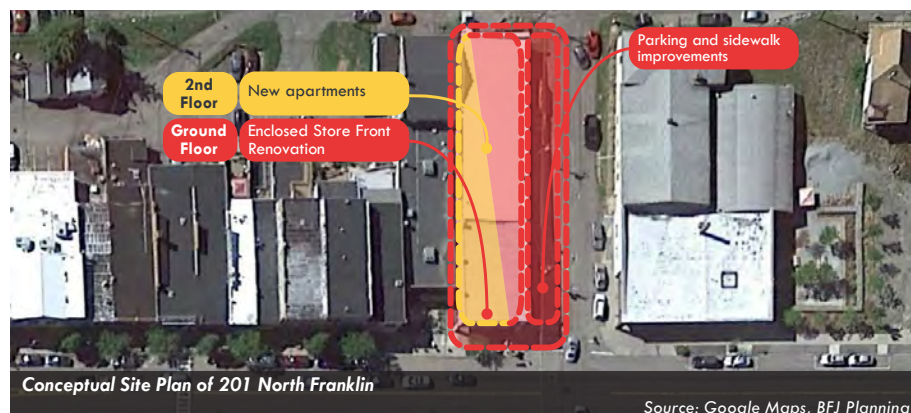 Parking and sidewalk
improvements
2nd
Floor
New apartments
Ground
Floor
Enclosed Store Front
Renovation
Conceptual Site Plan of 201 North Franklin
Source: Google Maps, BFJ Planning